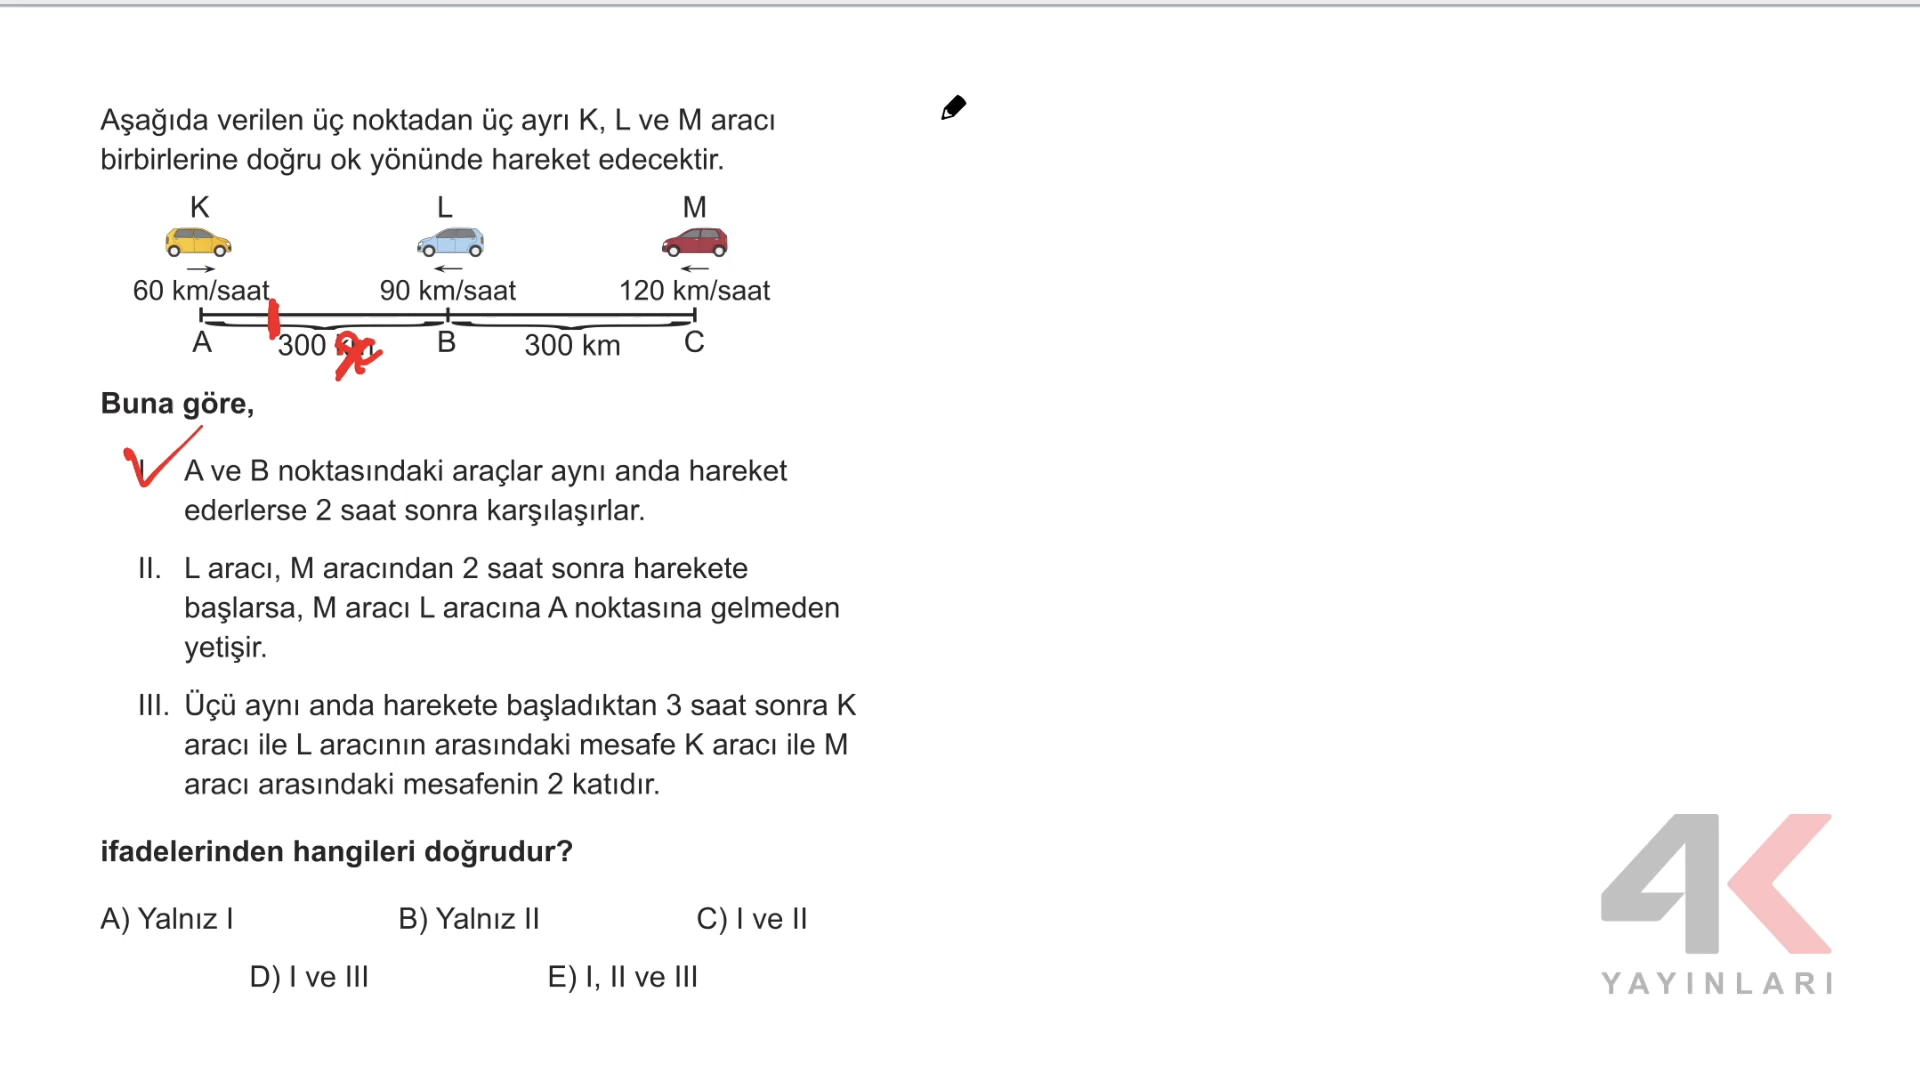 Aşağıda verilen üç noktadan üç ayrı K, L ve M aracı
birbirlerine doğru ok yönünde hareket edecektir.
K L M
60 km/saat 90 km/saat 120 km/saat
A 300 km B 300 km C
x
Buna göre,
I. A ve B noktasındaki araçlar aynı anda hareket
ederlerse 2 saat sonra karşılaşırlar.
II. L aracı, M aracından 2 saat sonra harekete
başlarsa, M aracı L aracına A noktasına gelmeden
yetişir.
III. Üçü aynı anda harekete başladıktan 3 saat sonra K
aracı ile L aracının arasındaki mesafe K aracı ile M
aracı arasındaki mesafenin 2 katıdır.
ifadelerinden hangileri doğrudur?
A) Yalnız I B) Yalnız II C) I ve II
D) I ve III E) I, II ve III
4K
YAYINLARI